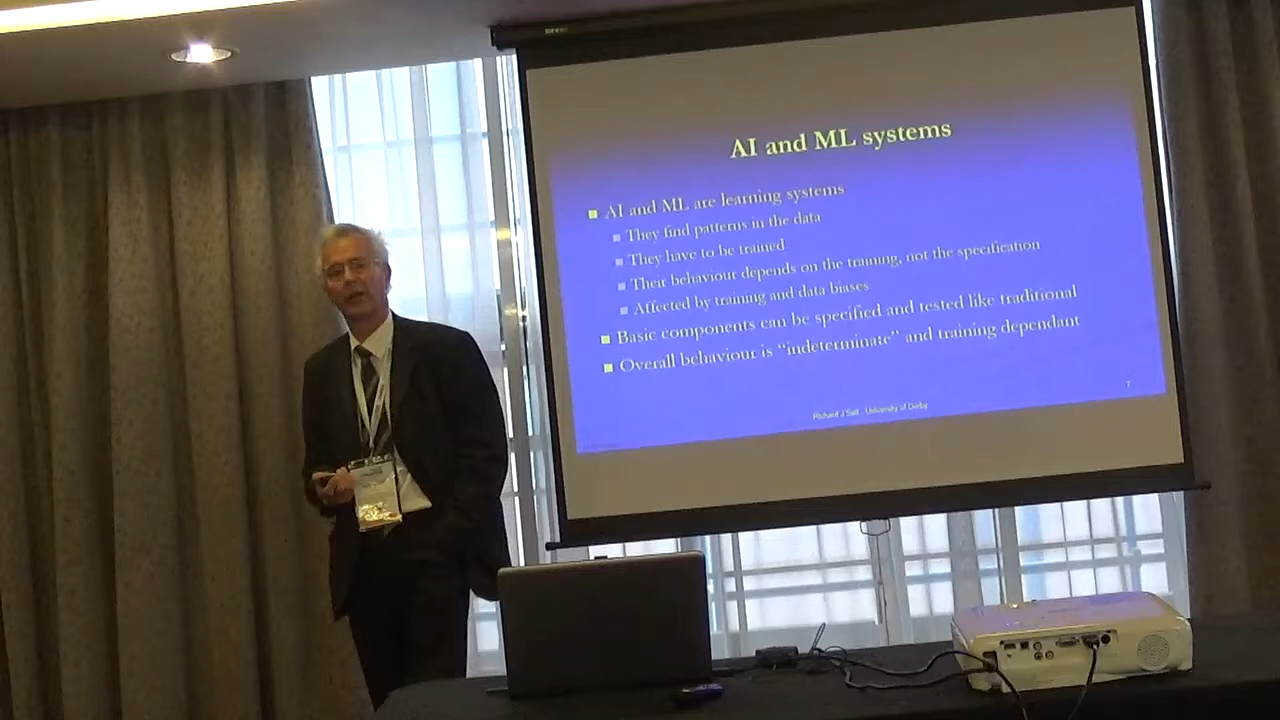 AI and ML systems
AI and ML are learning systems
They find patterns in the data
They have to be trained
Their behaviour depends on the training, not the specification
Affected by training and data biases
Basic components can be specified and tested like traditional
Overall behaviour is “indeterminate” and training dependant
7
Richard J Self - University of Derby